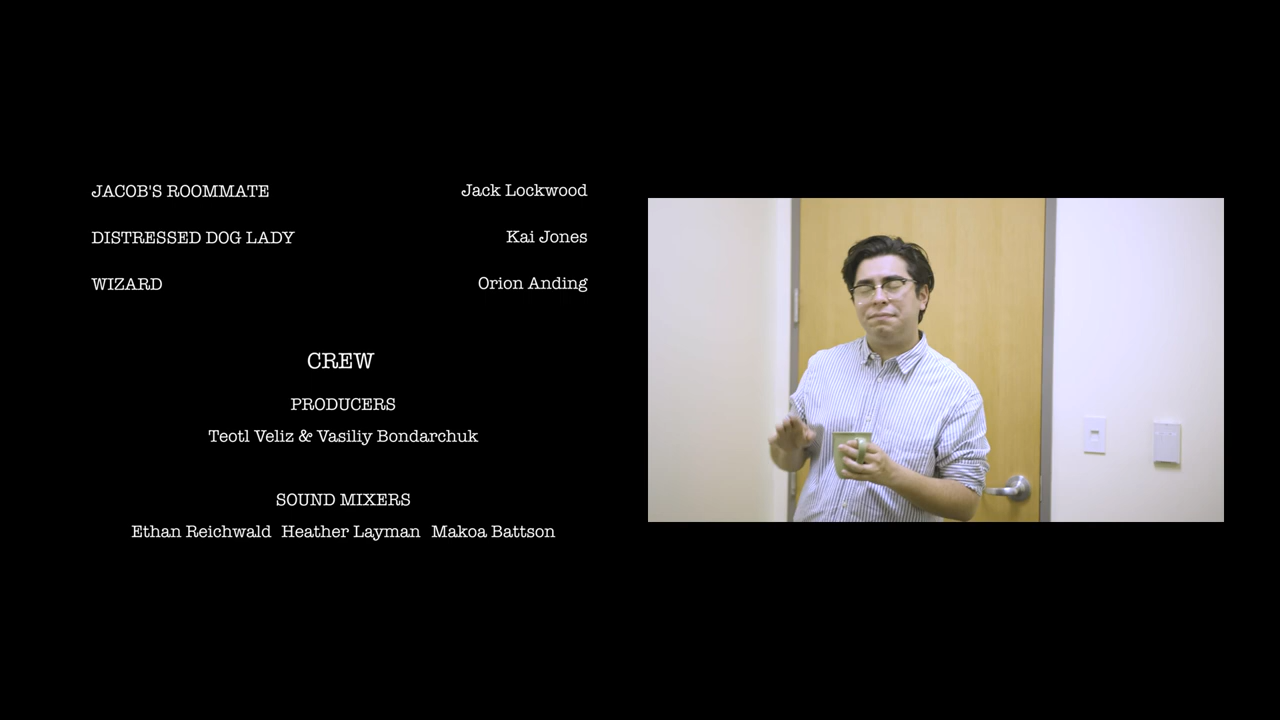 JACOB'S ROOMMATE Jack Lockwood
DISTRESSED DOG LADY Kai Jones
WIZARD Orion Anding
CREW
PRODUCERS
Teotl Veliz & Vasiliy Bondarchuk
SOUND MIXERS
Ethan Reichwald Heather Layman Makoa Battson